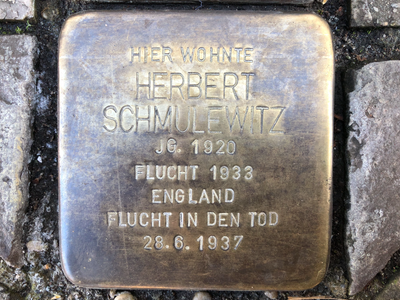 HIER WOHNTE
HERBERT
SCHMULEWITZ
JG. 1920
FLUCHT 1933
ENGLAND
FLUCHT IN DEN TOD
28.6.1937